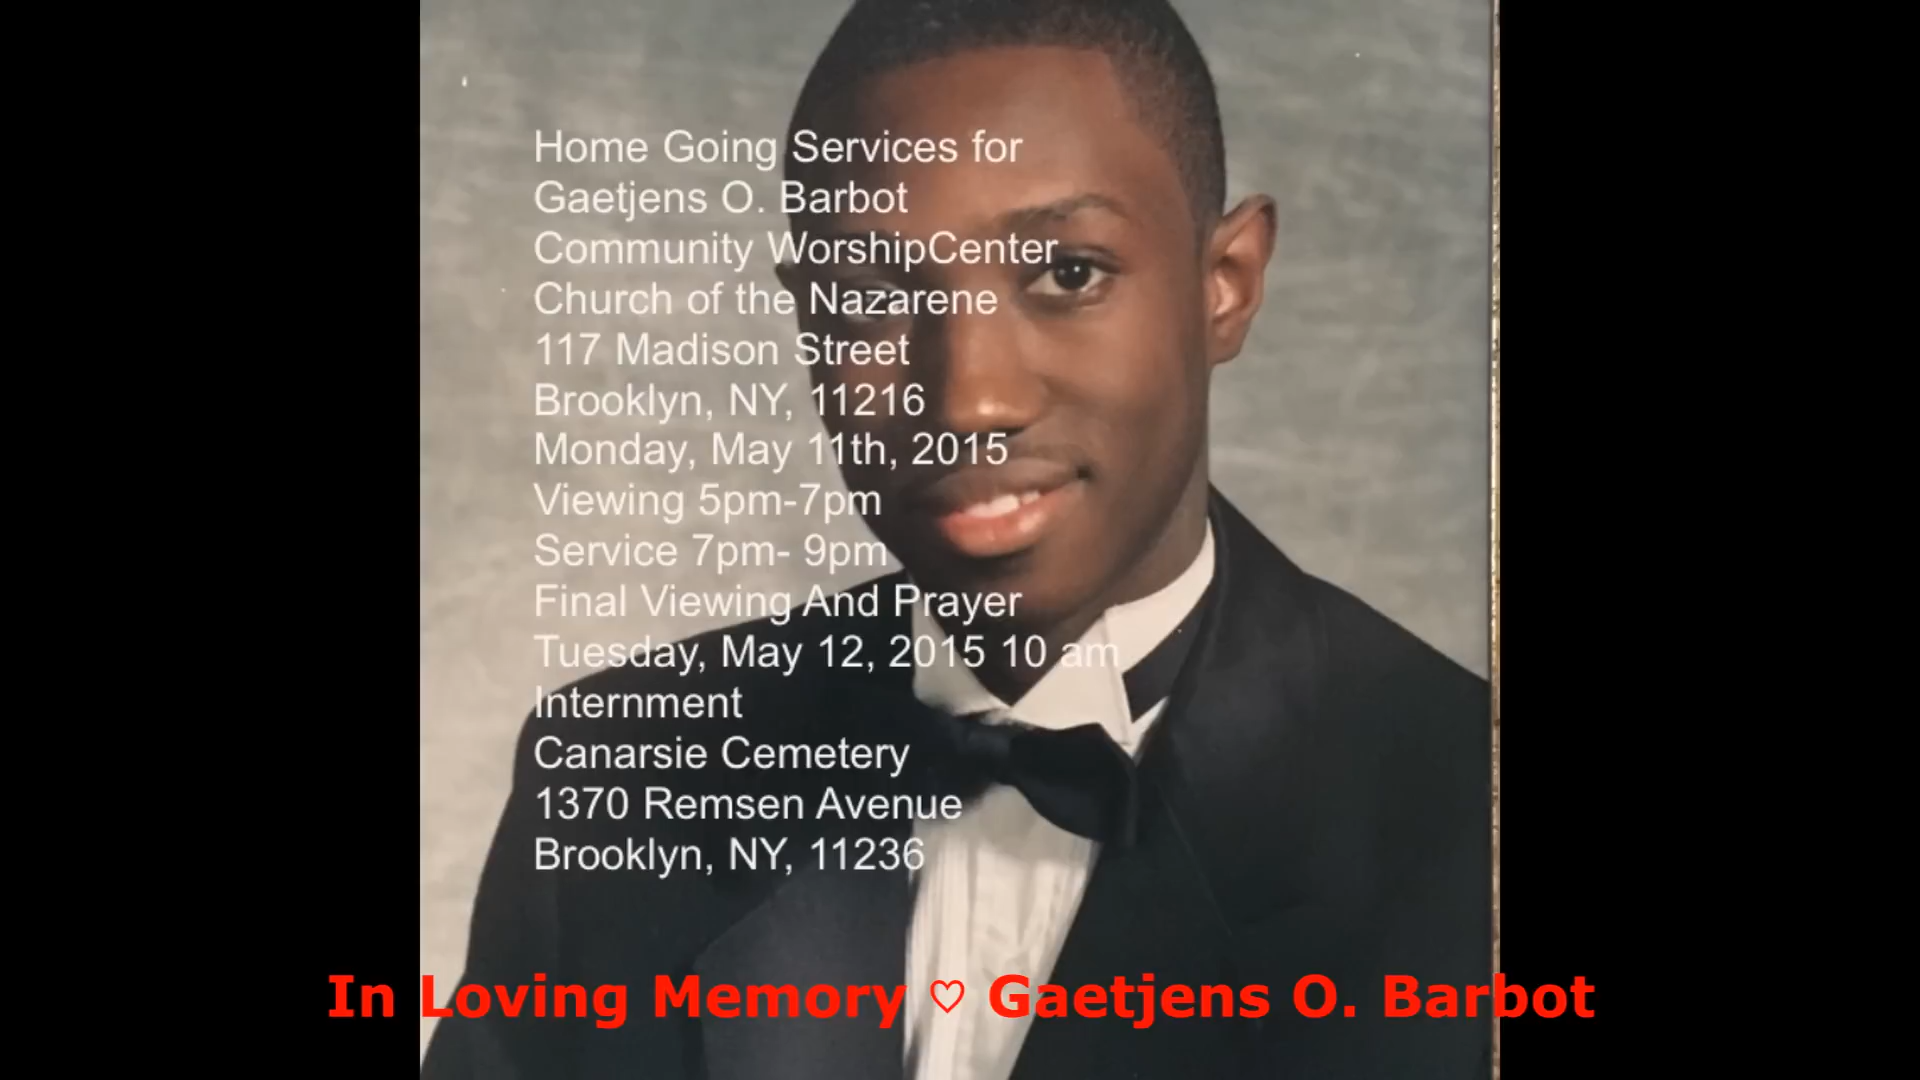 Home Going Services for
Gaetjens O. Barbot
Community WorshipCenter
Church of the Nazarene
117 Madison Street
Brooklyn, NY, 11216
Monday, May 11th, 2015
Viewing 5pm-7pm
Service 7pm- 9pm
Final Viewing And Prayer
Tuesday, May 12, 2015 10 am
Internment
Canarsie Cemetery
1370 Remsen Avenue
Brooklyn, NY, 11236
In Loving Memory ♡ Gaetjens O. Barbot